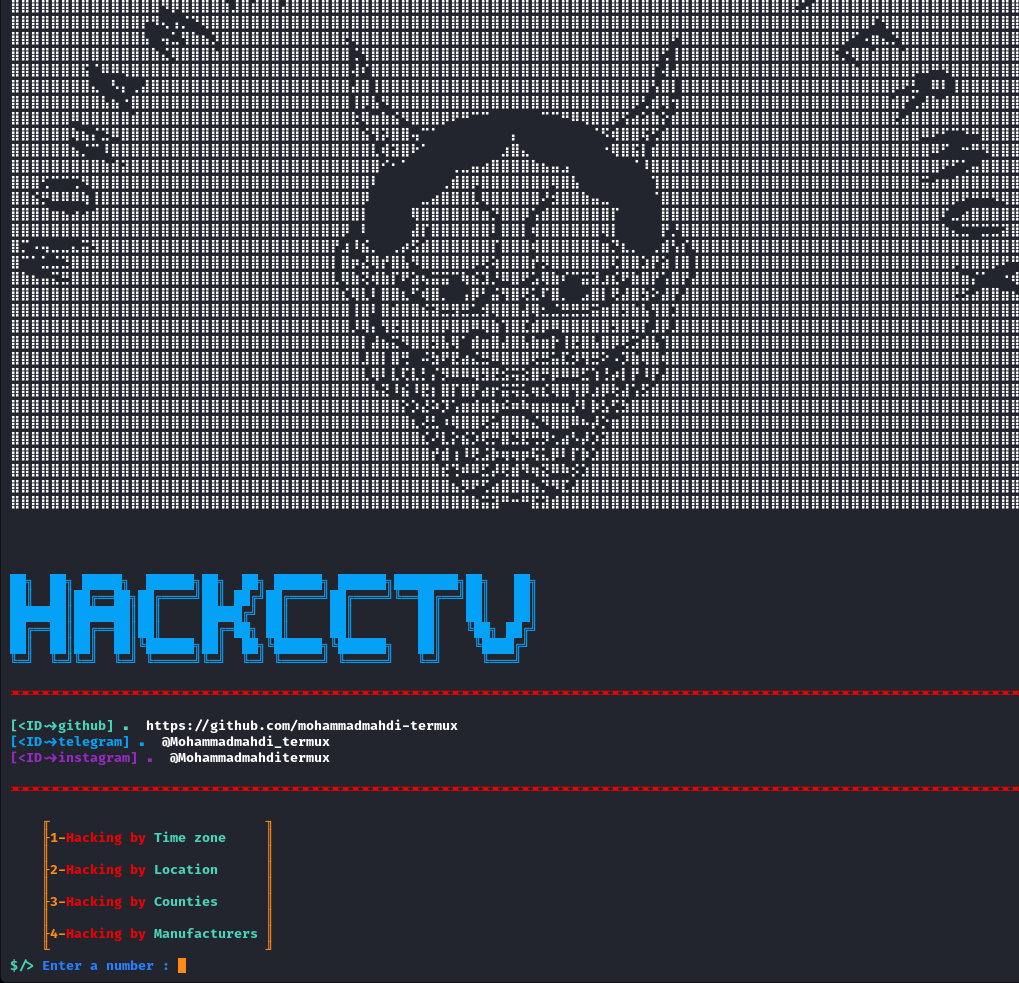 HACKCCTV
[<ID->github] . https://github.com/mohammadmahdi-termux
[<ID->telegram] . @Mohammadmahdi_termux
[<ID->instagram] . @Mohammadmahditermux
1-Hacking by Time zone
2-Hacking by Location
3-Hacking by Counties
4-Hacking by Manufacturers
$/> Enter a number :